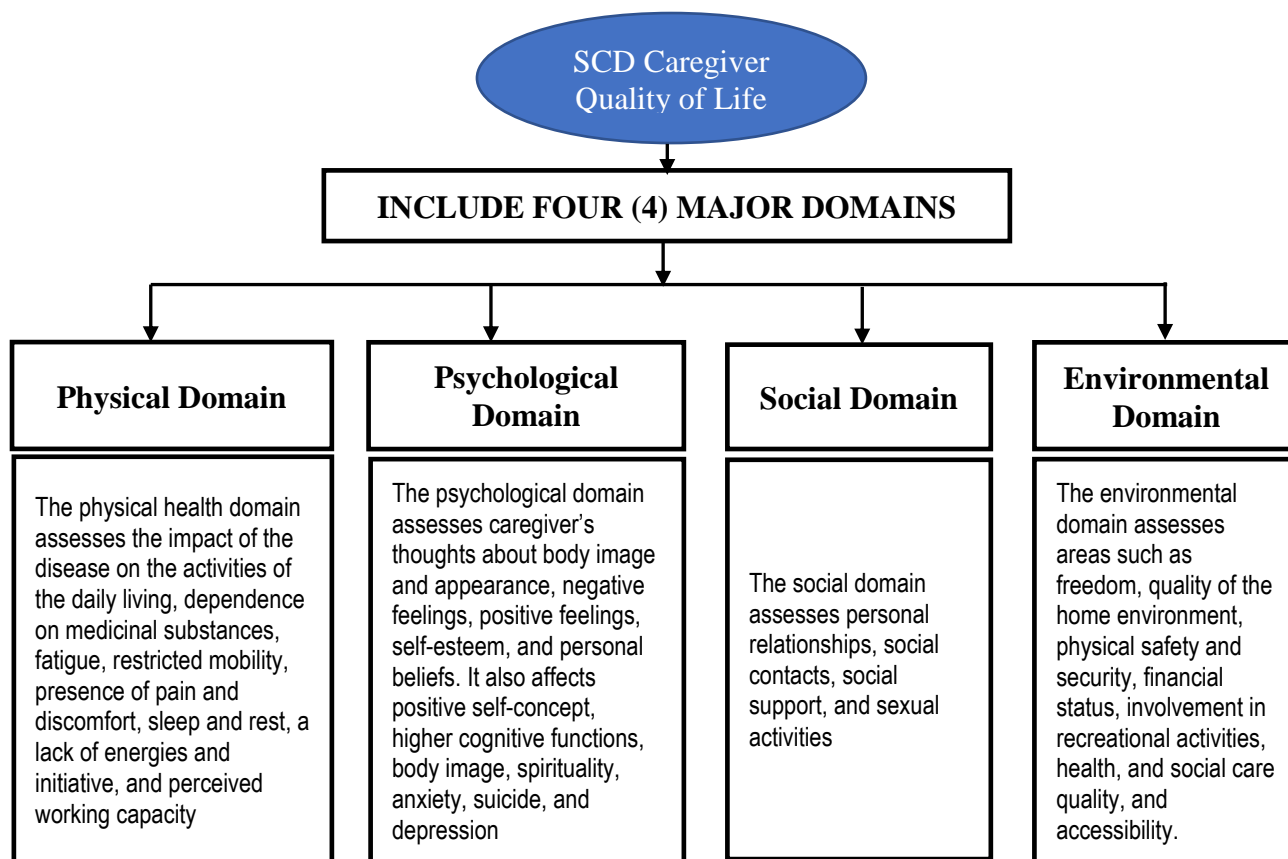 SCD Caregiver
Quality of Life
INCLUDE FOUR (4) MAJOR DOMAINS
Physical Domain
The physical health domain
assesses the impact of the
disease on the activities of
the daily living, dependence
on medicinal substances,
fatigue, restricted mobility,
presence of pain and
discomfort, sleep and rest, a
lack of energies and
initiative, and perceived
working capacity
Psychological
Domain
The psychological domain
assesses caregiver’s
thoughts about body image
and appearance, negative
feelings, positive feelings,
self-esteem, and personal
beliefs. It also affects
positive self-concept,
higher cognitive functions,
body image, spirituality,
anxiety, suicide, and
depression
Social Domain
The social domain
assesses personal
relationships, social
contacts, social
support, and sexual
activities
Environmental
Domain
The environmental
domain assesses
areas such as
freedom, quality of the
home environment,
physical safety and
security, financial
status, involvement in
recreational activities,
health, and social care
quality, and
accessibility.